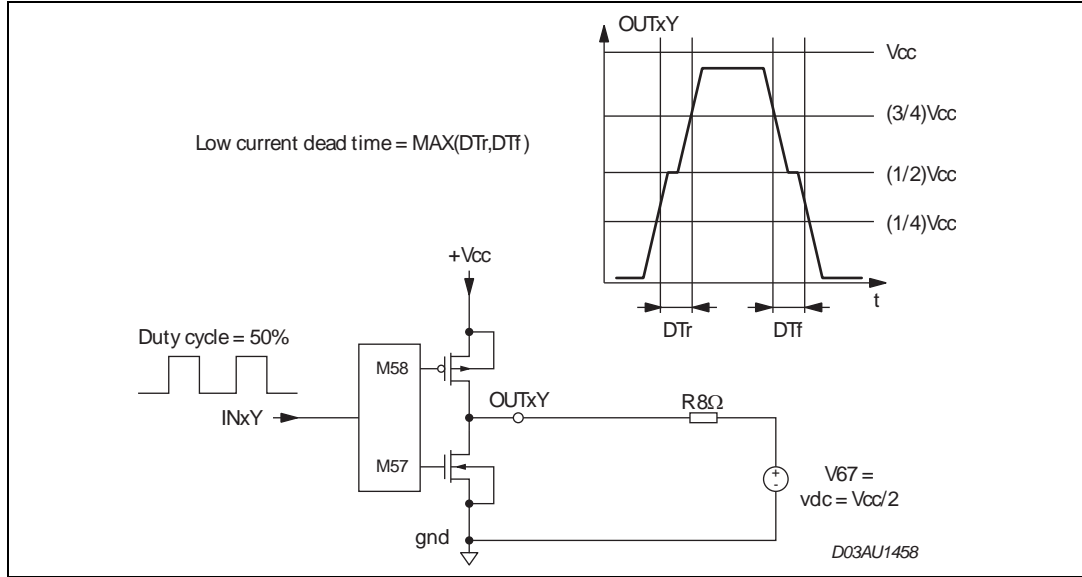 OUTxY
Vcc
(3/4)Vcc
Low current dead time = MAX(DTr,DTf)
(1/2)Vcc
(1/4)Vcc
+Vcc
t
DTr
DTf
Duty cycle = 50%
M58
OUTxY
R8Ω
INxY
M57
+
-
V67 =
vdc = Vcc/2
gnd
D03AU1458